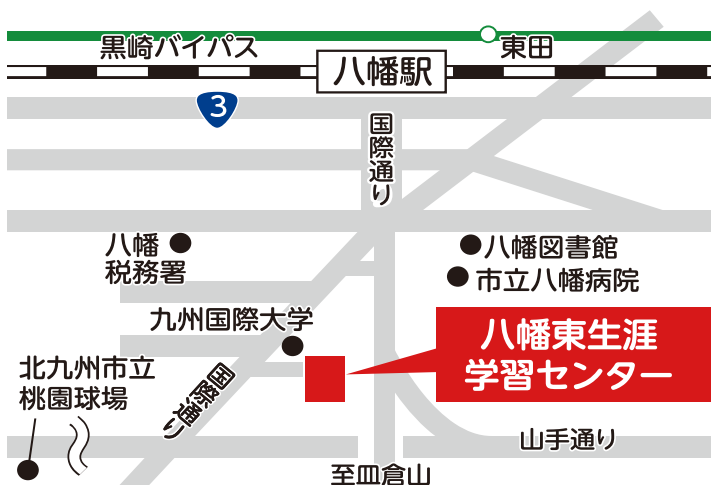 黒崎バイパス
東田
八幡駅
3
国際通り
八幡
税務署
八幡図書館
市立八幡病院
九州国際大学
八幡東生涯
学習センター
北九州市立
桃園球場
国際通り
山手通り
至皿倉山